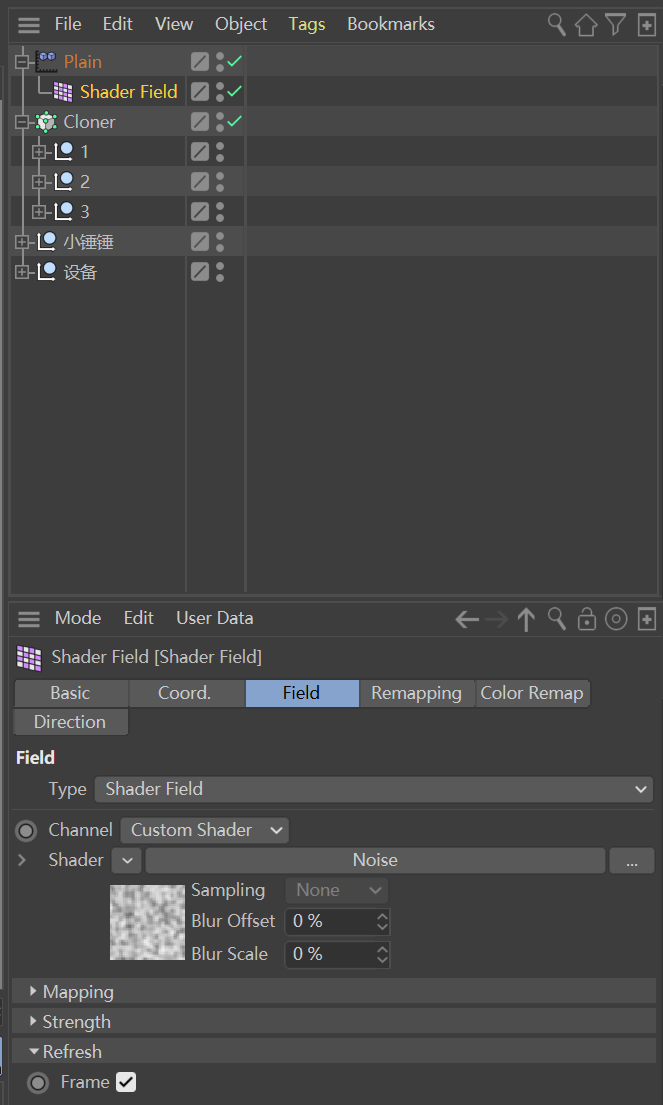 File Edit View Object Tags Bookmarks
Plain
Shader Field
Cloner
1
2
3
小锤锤
设备
Mode Edit User Data
Shader Field [Shader Field]
Basic Coord. Field Remapping Color Remap
Direction
Field
Type Shader Field
Channel Custom Shader
Shader Noise ...
Sampling None
Blur Offset 0 %
Blur Scale 0 %
Mapping
Strength
Refresh
Frame